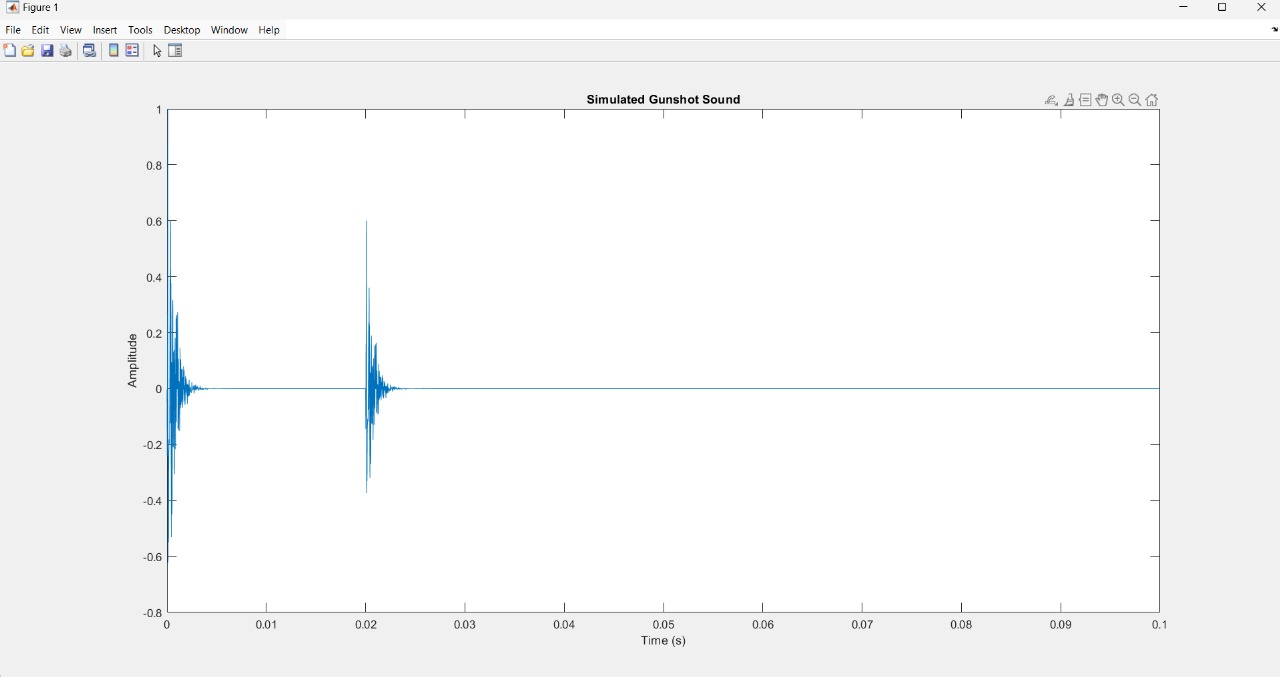 Figure 1
File Edit View Insert Tools Desktop Window Help
Simulated Gunshot Sound
1
0.8
0.6
0.4
0.2
0
-0.2
-0.4
-0.6
-0.8
Amplitude
0 0.01 0.02 0.03 0.04 0.05 0.06 0.07 0.08 0.09 0.1
Time (s)